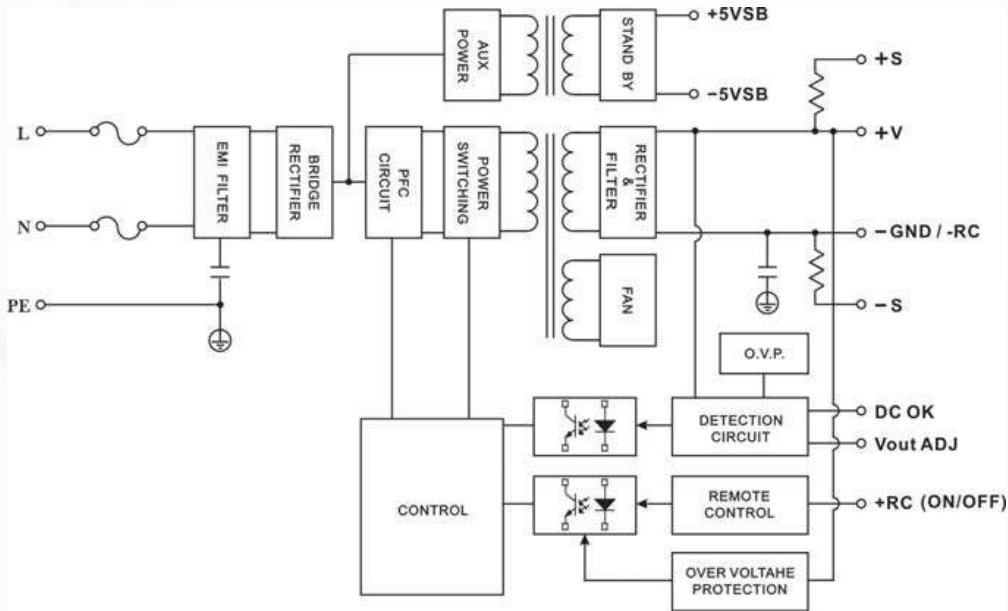 +5VSB
AUX
POWER
STAND BY
−5VSB
+S
L
+V
EMI FILTER
BRIDGE
RECTIFIER
PFC
CIRCUIT
POWER
SWITCHING
RECTIFIER
&
FILTER
N
−GND / -RC
FAN
PE
−S
O.V.P.
DETECTION
CIRCUIT
DC OK
Vout ADJ
CONTROL
REMOTE
CONTROL
+RC (ON/OFF)
OVER VOLTAHE
PROTECTION